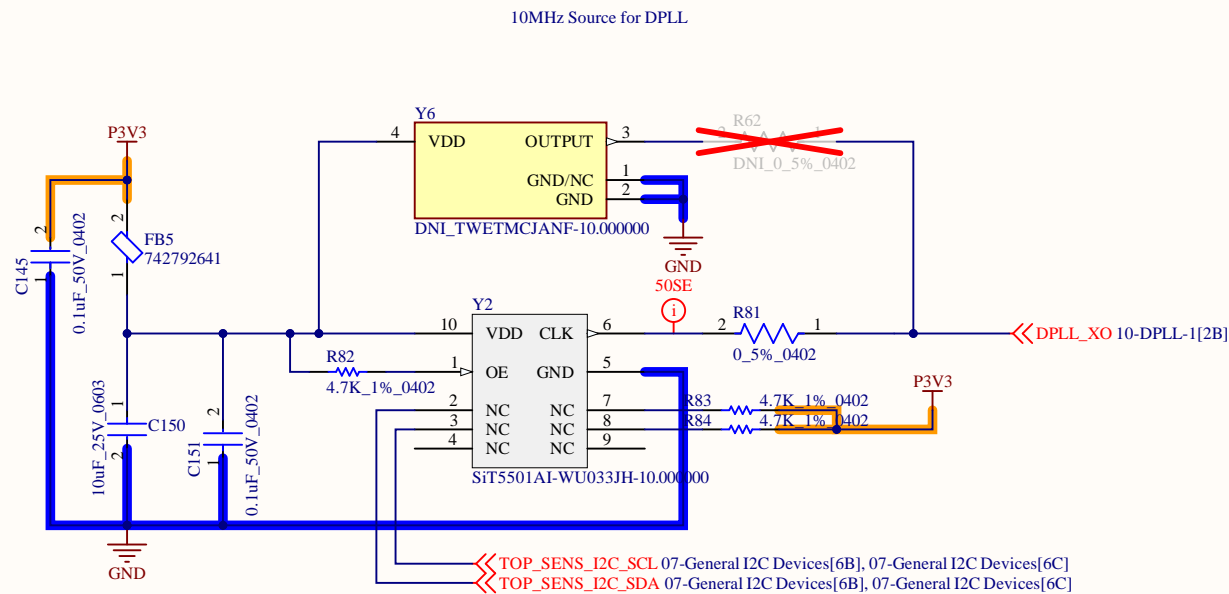 10MHz Source for DPLL
P3V3
Y6
4
VDD
OUTPUT
3
GND/NC
1
GND
2
DNI_TWETMCJANF-10.000000
R62
2
1
DNI_0_5%_0402
GND
50SE
i
2
C145
1
0.1uF_50V_0402
2
FB5
742792641
1
Y2
10
VDD
CLK
6
2
R81
1
0_5%_0402
DPLL_XO 10-DPLL-1[2B]
R82
4.7K_1%_0402
1
OE
GND
5
2
NC
NC
7
3
NC
NC
8
4
NC
NC
9
R83
4.7K_1%_0402
R84
4.7K_1%_0402
P3V3
SiT5501AI-WU033JH-10.000000
1
C150
2
10uF_25V_0603
2
C151
1
0.1uF_50V_0402
GND
TOP_SENS_I2C_SCL 07-General I2C Devices[6B], 07-General I2C Devices[6C]
TOP_SENS_I2C_SDA 07-General I2C Devices[6B], 07-General I2C Devices[6C]